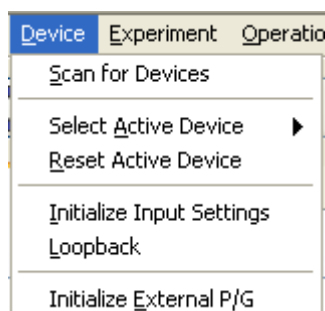 Device Experiment Operatio
Scan for Devices
Select Active Device
Reset Active Device
Initialize Input Settings
Loopback
Initialize External P/G